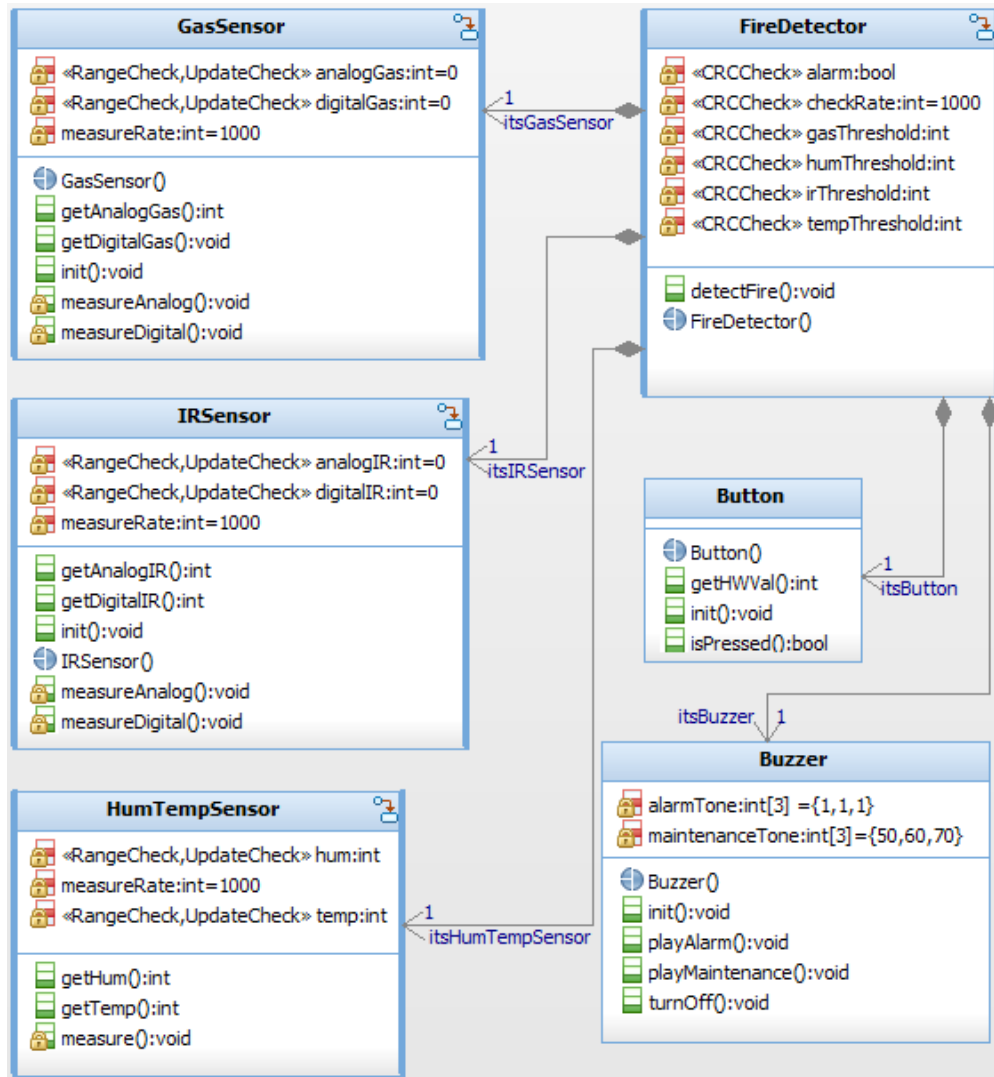 GasSensor
«RangeCheck,UpdateCheck» analogGas:int=0
«RangeCheck,UpdateCheck» digitalGas:int=0
measureRate:int=1000
GasSensor()
getAnalogGas():int
getDigitalGas():void
init():void
measureAnalog():void
measureDigital():void
1
itsGasSensor
FireDetector
«CRCCheck» alarm:bool
«CRCCheck» checkRate:int=1000
«CRCCheck» gasThreshold:int
«CRCCheck» humThreshold:int
«CRCCheck» irThreshold:int
«CRCCheck» tempThreshold:int
detectFire():void
FireDetector()
IRSensor
«RangeCheck,UpdateCheck» analogIR:int=0
«RangeCheck,UpdateCheck» digitalIR:int=0
measureRate:int=1000
getAnalogIR():int
getDigitalIR():int
init():void
IRSensor()
measureAnalog():void
measureDigital():void
1
itsIRSensor
Button
Button()
getHWVal():int
init():void
isPressed():bool
1
itsButton
HumTempSensor
«RangeCheck,UpdateCheck» hum:int
measureRate:int=1000
«RangeCheck,UpdateCheck» temp:int
getHum():int
getTemp():int
measure():void
1
itsHumTempSensor
itsBuzzer 1
Buzzer
alarmTone:int[3] ={1,1,1}
maintenanceTone:int[3]={50,60,70}
Buzzer()
init():void
playAlarm():void
playMaintenance():void
turnOff():void